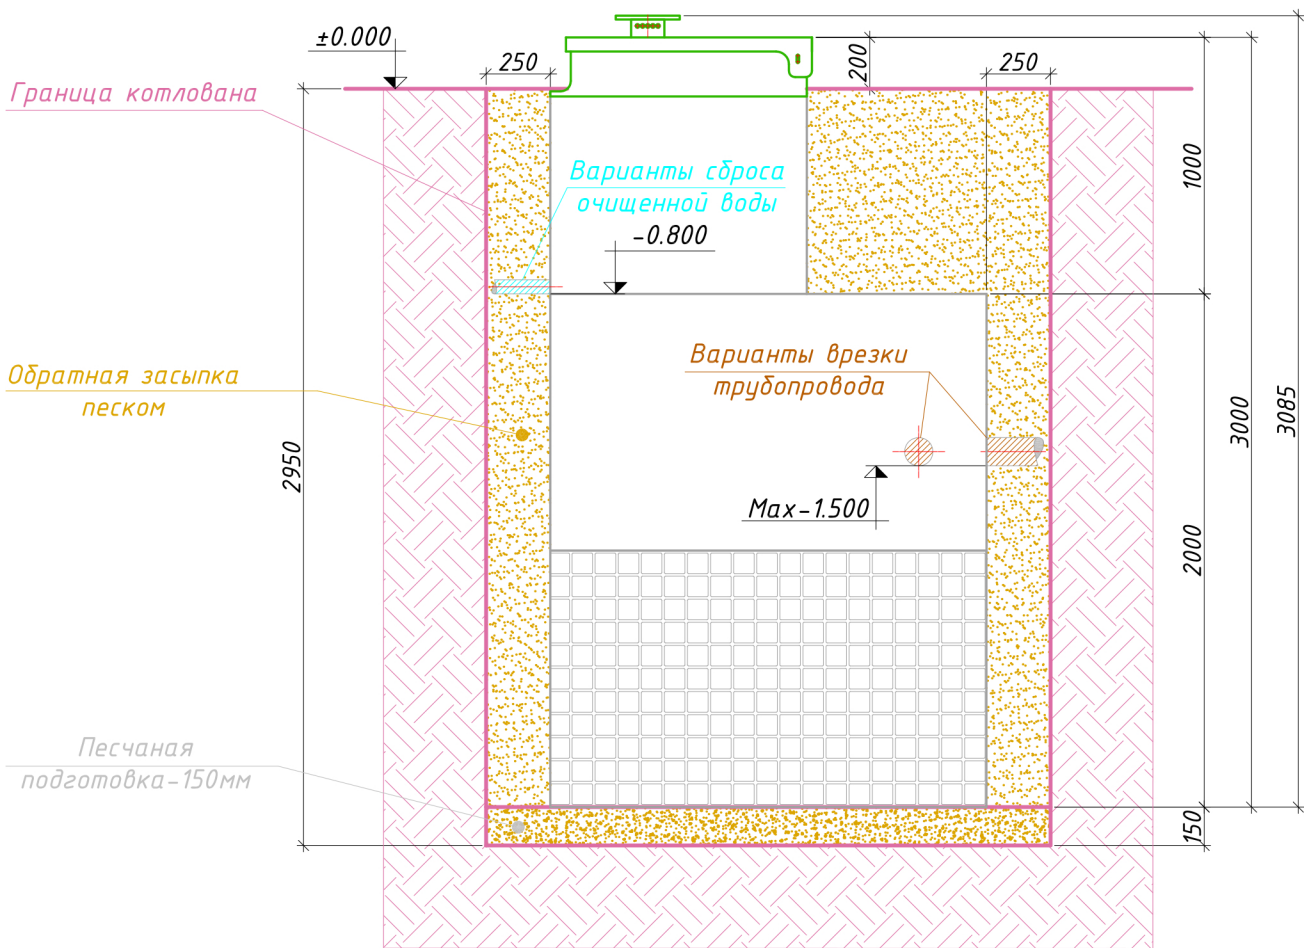 ±0.000
250
200
250
Граница котлована
1000
Варианты сброса
очищенной воды
-0.800
Варианты врезки
трубопровода
Обратная засыпка
песком
2950
3000
3085
Max-1.500
2000
Песчаная
подготовка-150мм
150